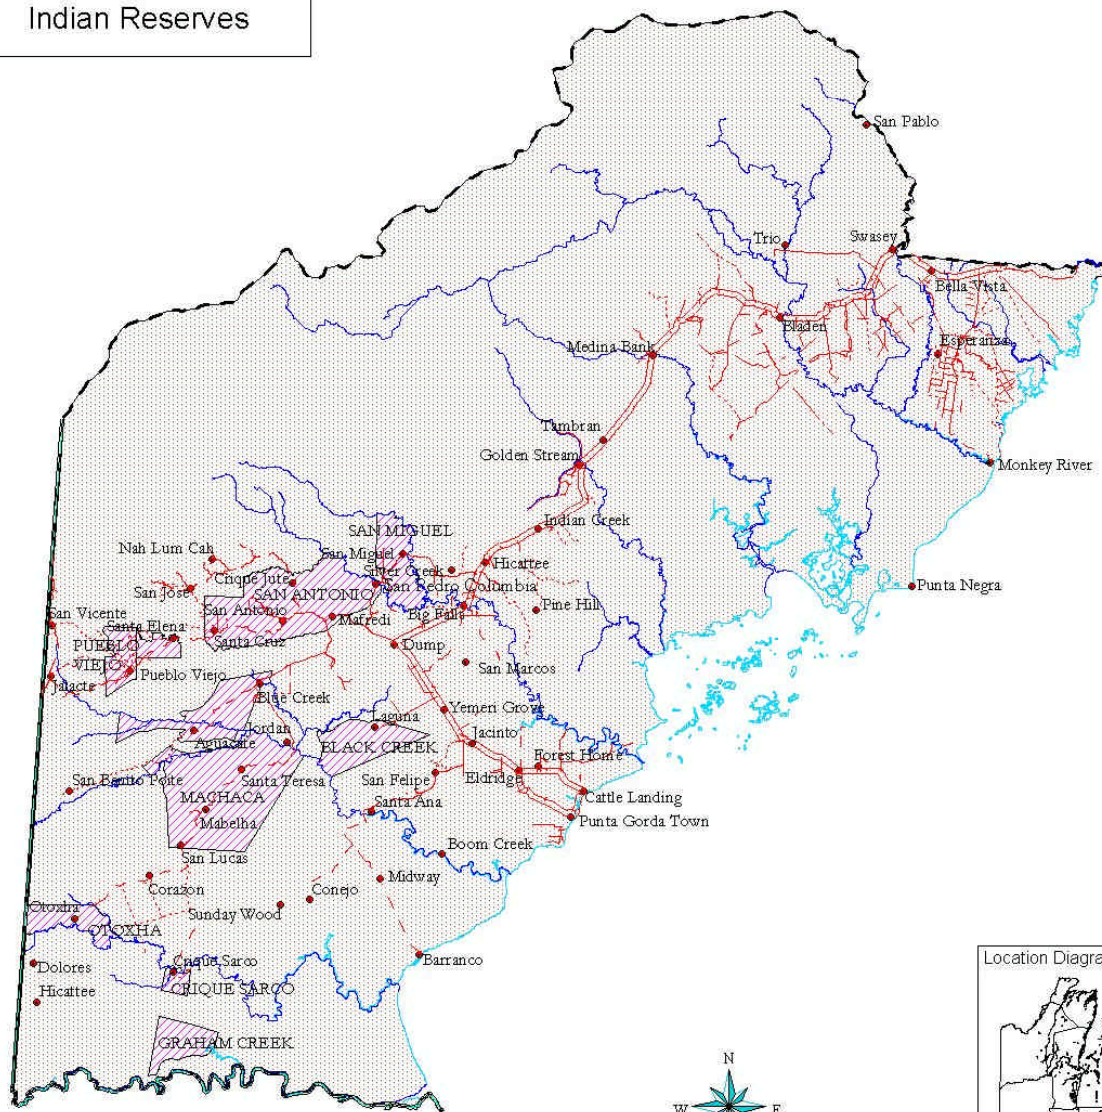 Indian Reserves
San Pablo
Trio
Swasey
Bella Vista
Bladen
Medina Bank
Esperanza
Tambran
Golden Stream
Monkey River
Indian Creek
SAN MIGUEL
Nah Lum Cah
San Miguel
Hicattee
Silver Creek
Crique Jute
San Pedro Columbia
San Jose
SAN ANTONIO
Punta Negra
San Vicente
San Antonio
Big Falls
Pine Hill
Mafredi
Santa Elena
Santa Cruz
PUEBLO
VIEJO
Dump
San Marcos
Pueblo Viejo
Jalacte
Blue Creek
Yemeri Grove
Laguna
Jordan
Aguacate
BLACK CREEK
Jacinto
Forest Home
San Benito Poite
Santa Teresa
San Felipe
Eldridge
MACHACA
Santa Ana
Cattle Landing
Mabelha
Punta Gorda Town
Boom Creek
San Lucas
Midway
Corazon
Conejo
Otoxha
Sunday Wood
OTOXHA
Barranco
Crique Sarco
Dolores
CRIQUE SARCO
Hicattee
GRAHAM CREEK
Location Diagra
N
W
E